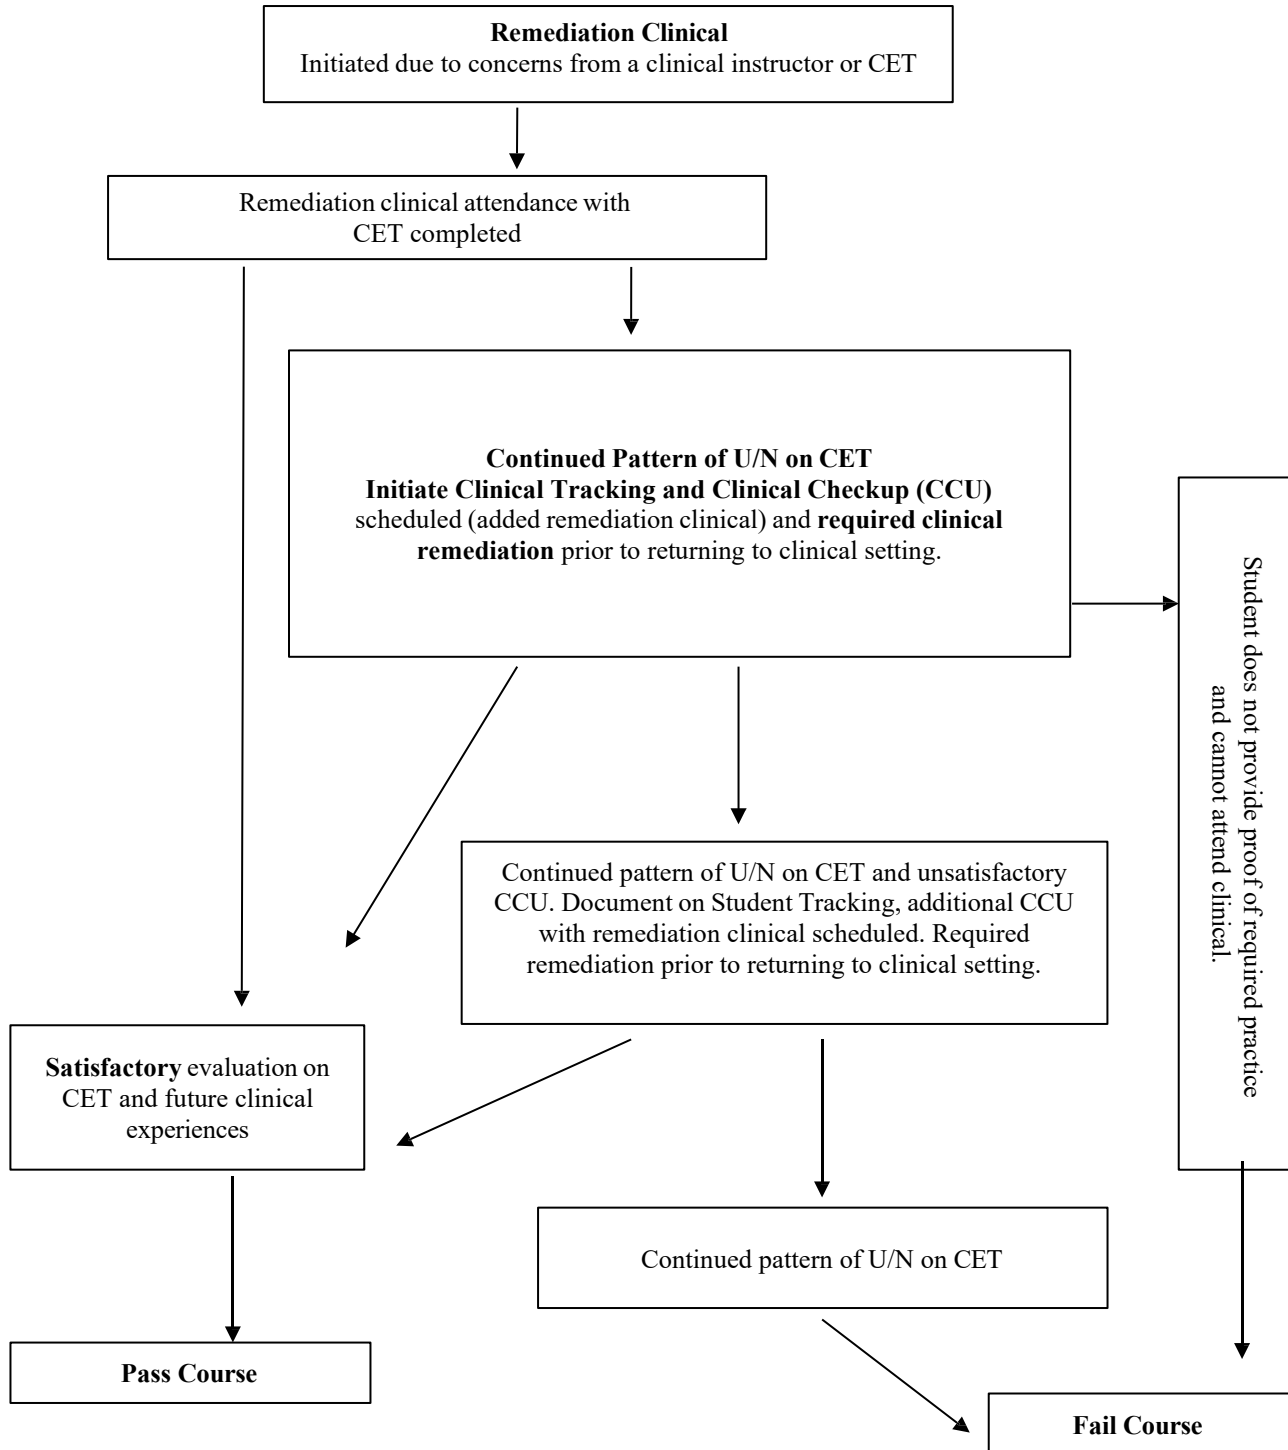 Remediation Clinical
Initiated due to concerns from a clinical instructor or CET
Remediation clinical attendance with
CET completed
Continued Pattern of U/N on CET
Initiate Clinical Tracking and Clinical Checkup (CCU)
scheduled (added remediation clinical) and required clinical
remediation prior to returning to clinical setting.
Student does not provide proof of required practice
and cannot attend clinical.
Continued pattern of U/N on CET and unsatisfactory
CCU. Document on Student Tracking, additional CCU
with remediation clinical scheduled. Required
remediation prior to returning to clinical setting.
Satisfactory evaluation on
CET and future clinical
experiences
Continued pattern of U/N on CET
Pass Course
Fail Course